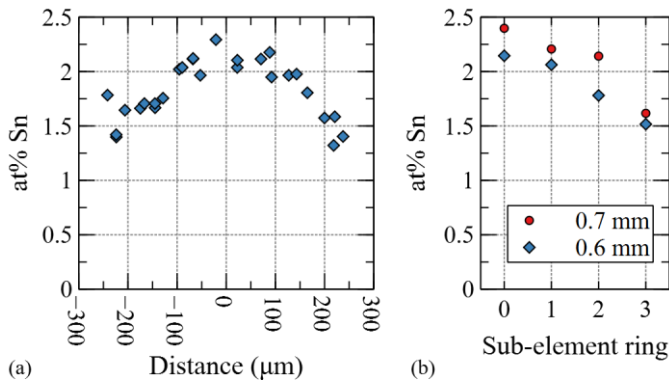 2.5
2
1.5
1
0.5
0
at% Sn
−300
−200
−100
0
100
200
300
(a)
Distance (μm)
2.5
2
1.5
1
0.5
0
at% Sn
0.7 mm
0.6 mm
0 1 2 3
(b)
Sub-element ring